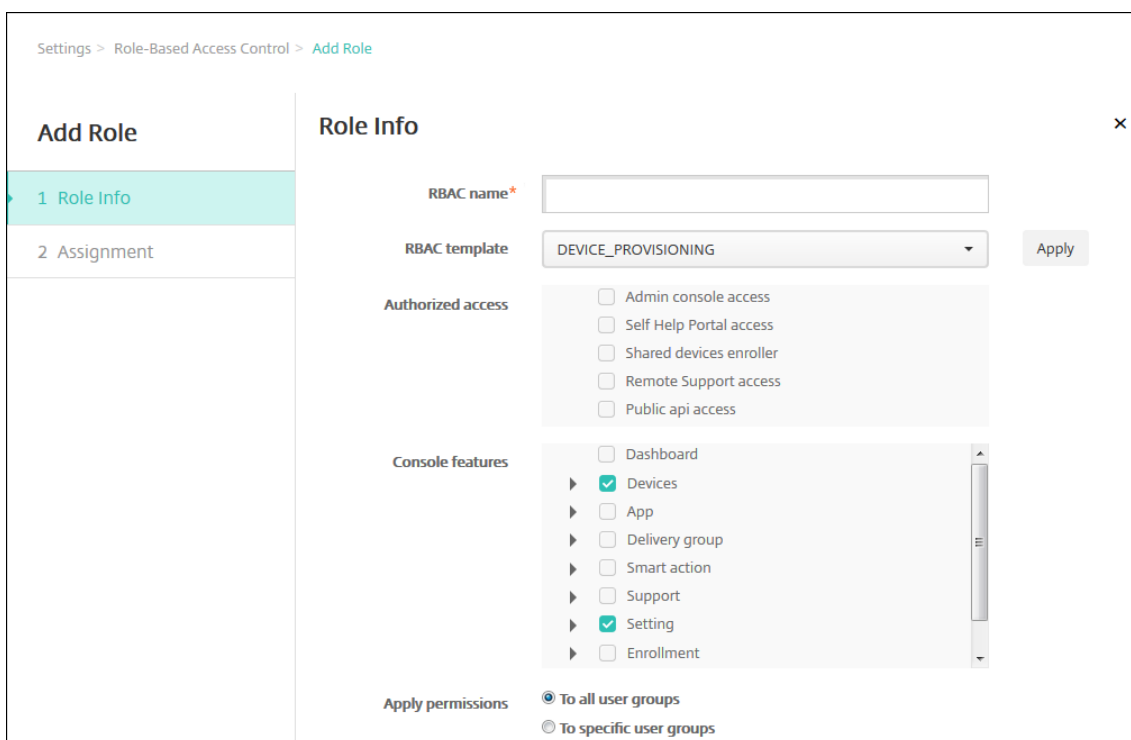 Settings > Role-Based Access Control > Add Role
Add Role
1 Role Info
2 Assignment
Role Info
×
RBAC name*
RBAC template
DEVICE_PROVISIONING
Apply
Authorized access
Admin console access
Self Help Portal access
Shared devices enroller
Remote Support access
Public api access
Console features
Dashboard
Devices
App
Delivery group
Smart action
Support
Setting
Enrollment
Apply permissions
To all user groups
To specific user groups